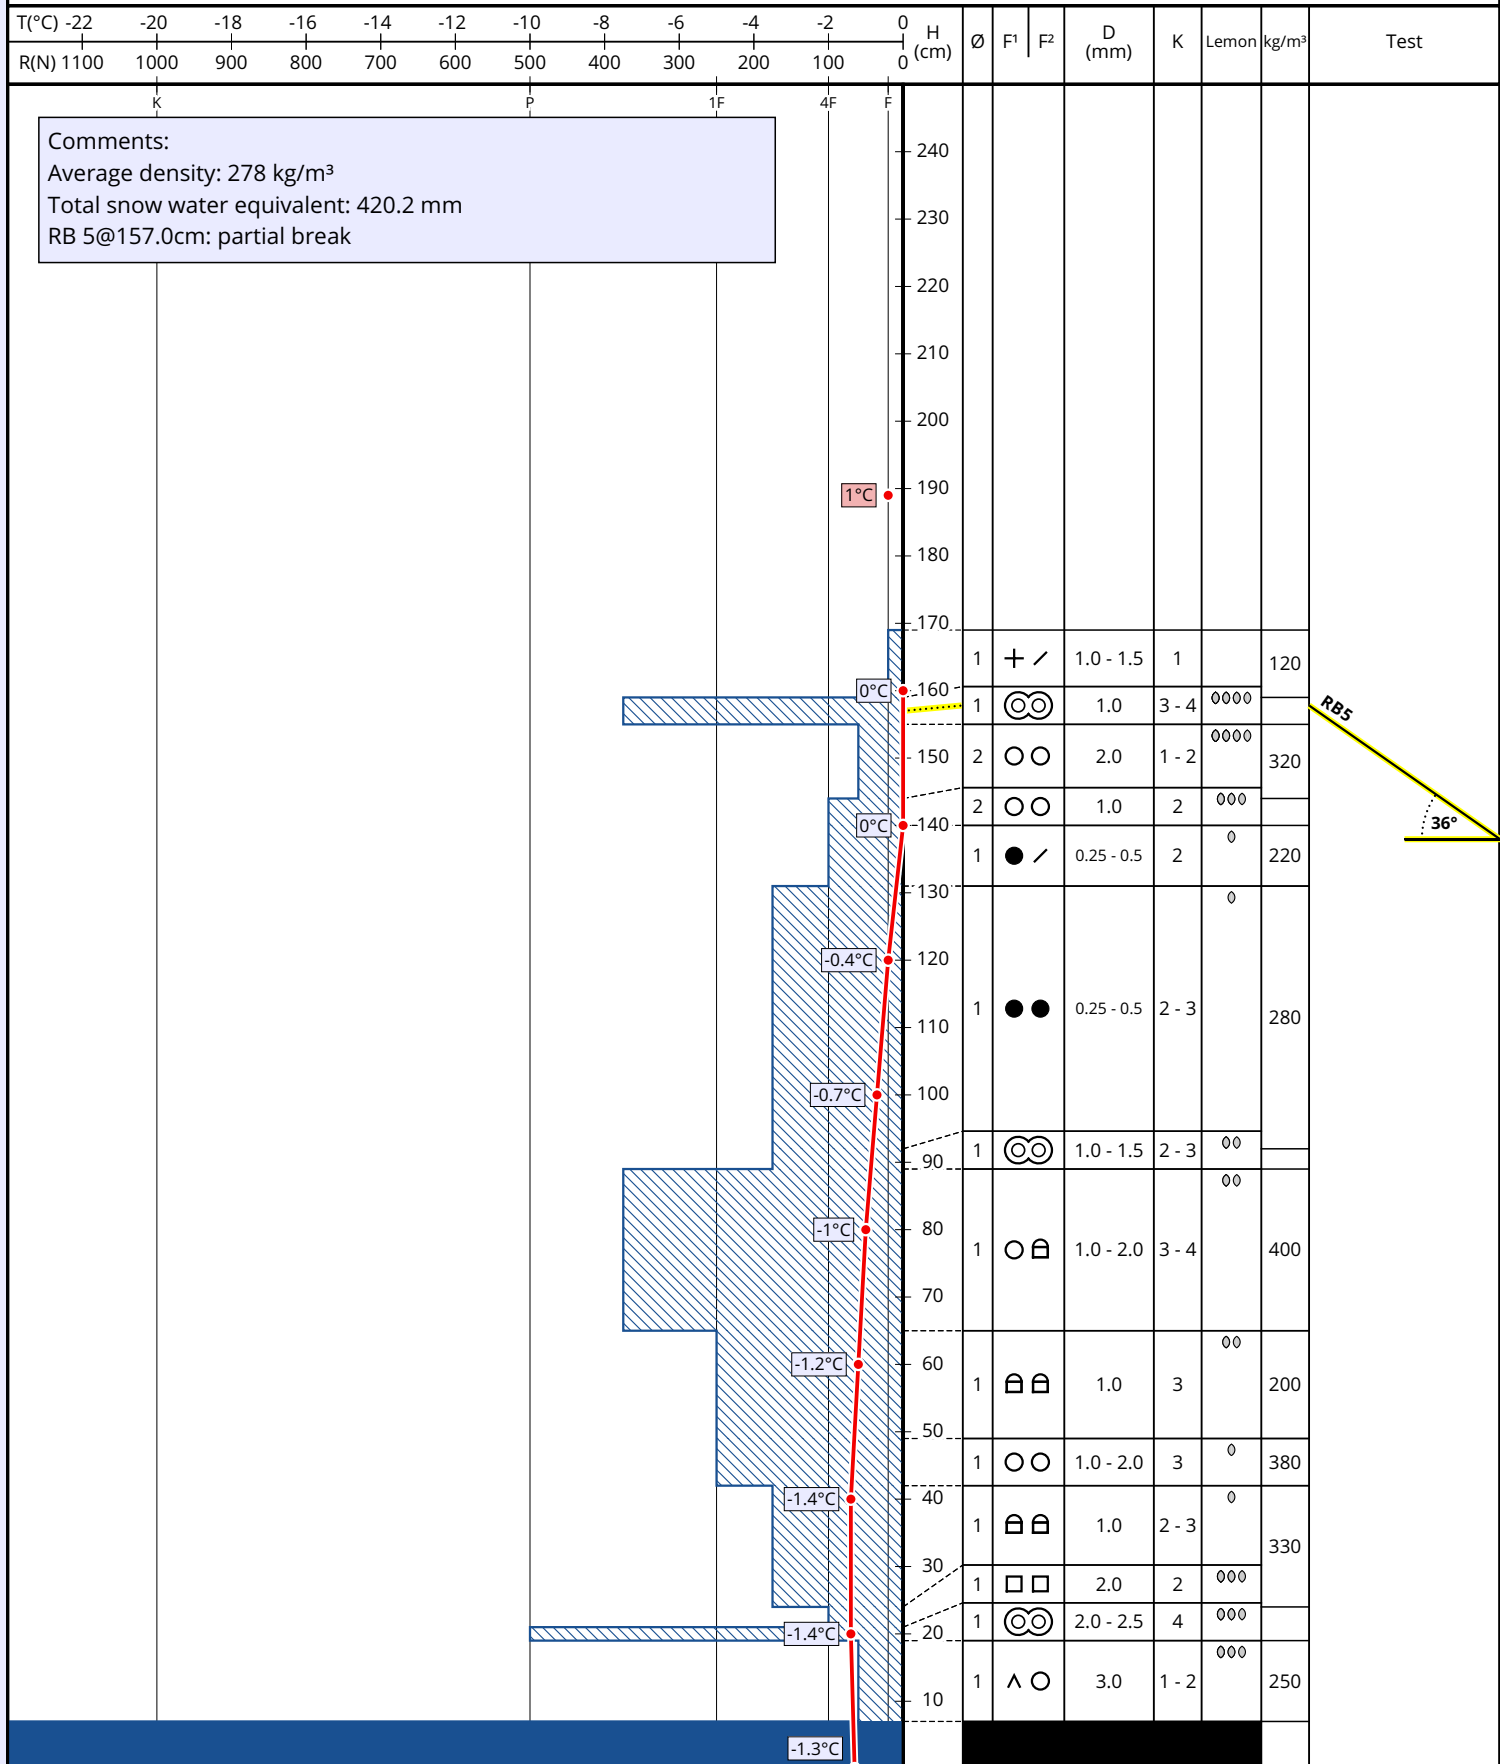 T(°C) -22 -20 -18 -16 -14 -12 -10 -8 -6 -4 -2 0
R(N) 1100 1000 900 800 700 600 500 400 300 200 100 0
H (cm) Ø F¹ F² D (mm) K Lemon kg/m³ Test
K P 1F 4F F
Comments:
Average density: 278 kg/m³
Total snow water equivalent: 420.2 mm
RB 5@157.0cm: partial break
240
230
220
210
200
1°C 190
180
170
1 1.0 - 1.5 1 120
0°C 160
1 1.0 3 - 4
RB5
150 2 2.0 1 - 2 320
2 1.0 2
0°C 140
36°
1 0.25 - 0.5 2 220
130
-0.4°C 120
1 0.25 - 0.5 2 - 3 280
110
-0.7°C 100
1 1.0 - 1.5 2 - 3
90
-1°C 80
1 1.0 - 2.0 3 - 4 400
70
-1.2°C 60
1 1.0 3 200
50
1 1.0 - 2.0 3 380
-1.4°C 40
1 1.0 2 - 3 330
30
1 2.0 2
1 2.0 - 2.5 4
-1.4°C 20
1 3.0 1 - 2 250
10
-1.3°C